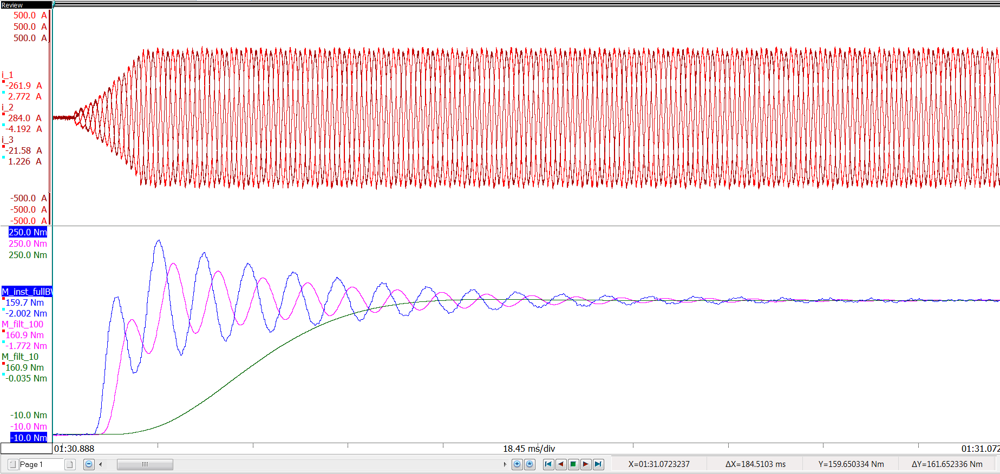 Review
500.0 A
500.0 A
500.0 A
i_1
-261.9 A
2.772 A
i_2
284.0 A
-4.192 A
i_3
-21.58 A
1.226 A
-500.0 A
-500.0 A
-500.0 A
250.0 Nm
250.0 Nm
250.0 Nm
M_inst_fullB
159.7 Nm
-2.002 Nm
M_filt_100
160.9 Nm
-1.772 Nm
M_filt_10
160.9 Nm
-0.035 Nm
-10.0 Nm
-10.0 Nm
-10.0 Nm
01:30.888 18.45 ms/div 01:31.072
Page 1 X=01:31.0723237 ΔX=184.5103 ms Y=159.650334 Nm ΔY=161.652336 Nm